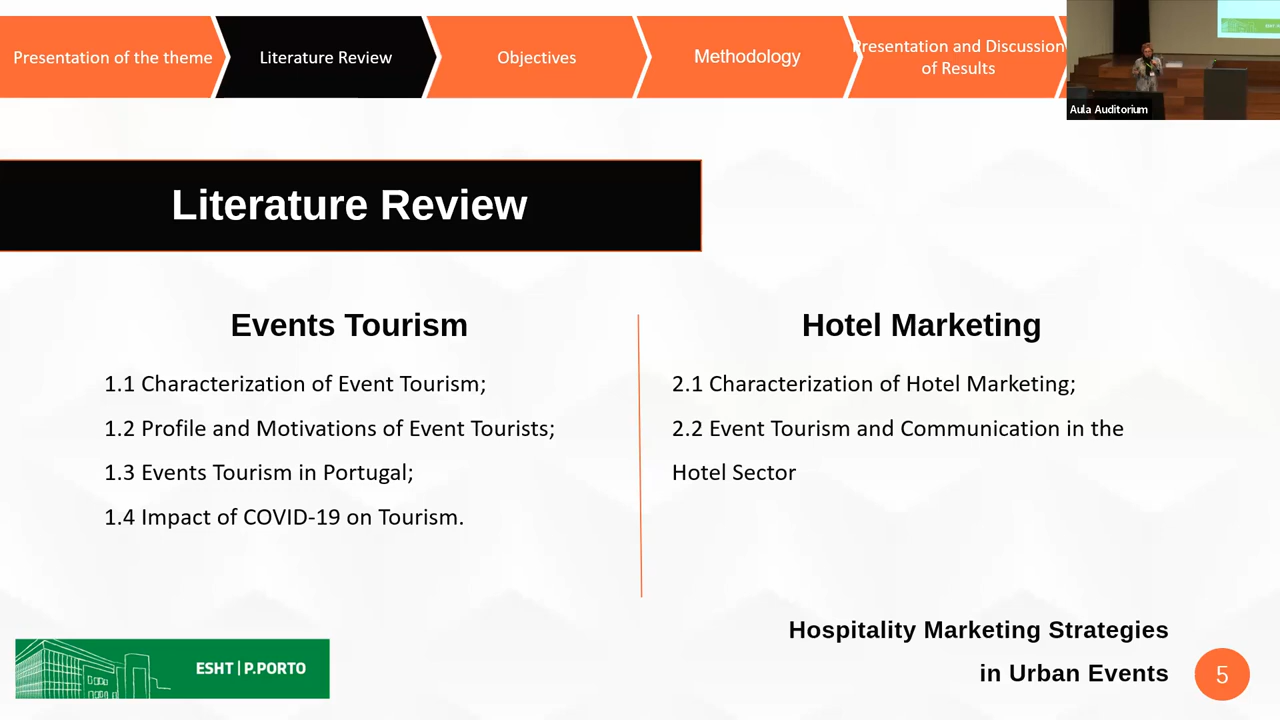 Presentation of the theme
Literature Review
Objectives
Methodology
Presentation and Discussion
of Results
Aula Auditorium
Literature Review
Events Tourism
1.1 Characterization of Event Tourism;
1.2 Profile and Motivations of Event Tourists;
1.3 Events Tourism in Portugal;
1.4 Impact of COVID-19 on Tourism.
Hotel Marketing
2.1 Characterization of Hotel Marketing;
2.2 Event Tourism and Communication in the
Hotel Sector
ESHT | P.PORTO
Hospitality Marketing Strategies
in Urban Events
5